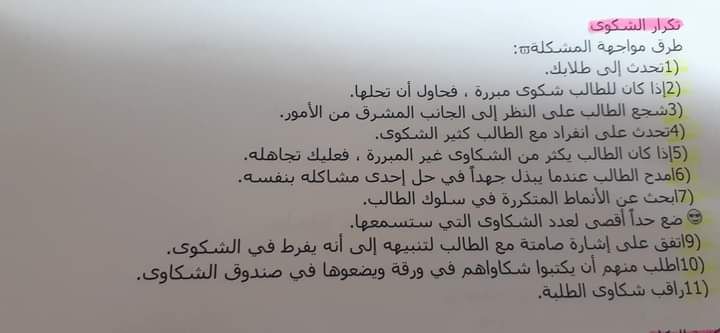 تكرار الشكوى
طرق مواجهة المشكلة:
1)تحدث إلى طلابك.
2)إذا كان للطالب شكوى مبررة ، فحاول أن تحلها.
3)شجع الطالب على النظر إلى الجانب المشرق من الأمور.
4)تحدث على انفراد مع الطالب كثير الشكوى.
5)إذا كان الطالب يكثر من الشكاوى غير المبررة ، فعليك تجاهله.
6)امدح الطالب عندما يبذل جهداً في حل إحدى مشاكله بنفسه.
7)ابحث عن الأنماط المتكررة في سلوك الطالب.
😎 ضع حداً أقصى لعدد الشكاوى التي ستسمعها.
9)اتفق على إشارة صامتة مع الطالب لتنبيهه إلى أنه يفرط في الشكوى.
10)اطلب منهم أن يكتبوا شكاواهم في ورقة ويضعوها في صندوق الشكاوى.
11)راقب شكاوى الطلبة.